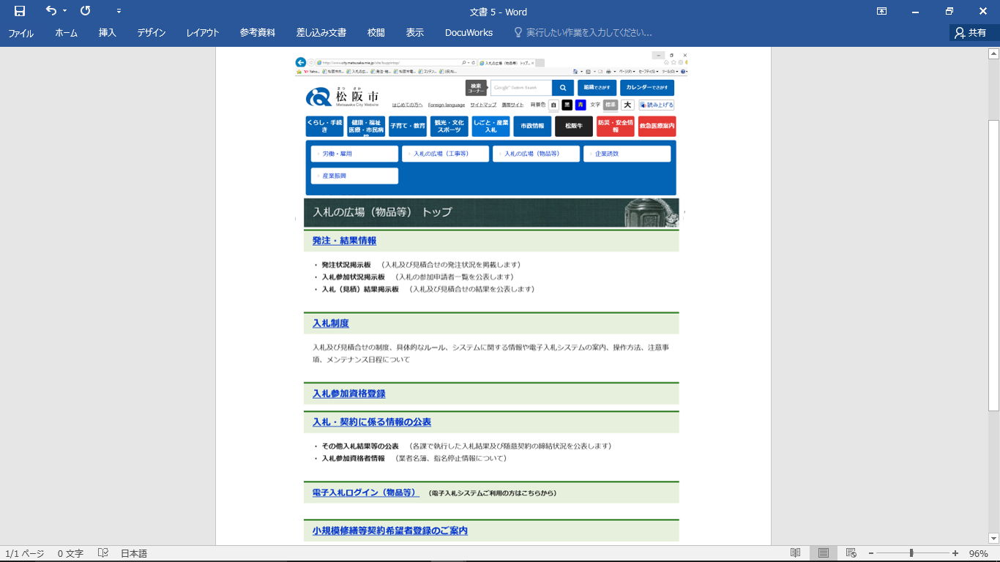 文書 5 - Word
ファイル ホーム 挿入 デザイン レイアウト 参考資料 差し込み文書 校閲 表示 DocuWorks 実行したい作業を入力してください... 共有
入札の広場（物品等） トップ...
ページ(P) セーフティ(S) ツール(O)
検索コーナー Google™ Custom Search 組織でさがす カレンダーでさがす
まつ さか
松阪市
Matsusaka City Website
はじめての方へ Foreign language サイトマップ 携帯サイト 背景色 白 黒 青 文字 標準 大 読み上げる
くらし・手続き 健康・福祉 医療・市民病院 子育て・教育 観光・文化 スポーツ しごと・産業 入札 市政情報 松阪牛 防災・安全情報 救急医療案内
労働・雇用 入札の広場（工事等） 入札の広場（物品等） 企業誘致
産業振興
入札の広場（物品等） トップ
発注・結果情報
・ 発注状況掲示板 （入札及び見積合せの発注状況を掲載します）
・ 入札参加状況掲示板 （入札の参加申請者一覧を公表します）
・ 入札（見積）結果掲示板 （入札及び見積合せの結果を公表します）
入札制度
入札及び見積合せの制度、具体的なルール、システムに関する情報や電子入札システムの案内、操作方法、注意事
項、メンテナンス日程について
入札参加資格登録
入札・契約に係る情報の公表
・ その他入札結果等の公表 （各課で執行した入札結果及び随意契約の締結状況を公表します）
・ 入札参加資格者情報 （業者名簿、指名停止情報について）
電子入札ログイン（物品等） （電子入札システムご利用の方はこちらから）
小規模修繕等契約希望者登録のご案内
1/1 ページ 0 文字 日本語 96%